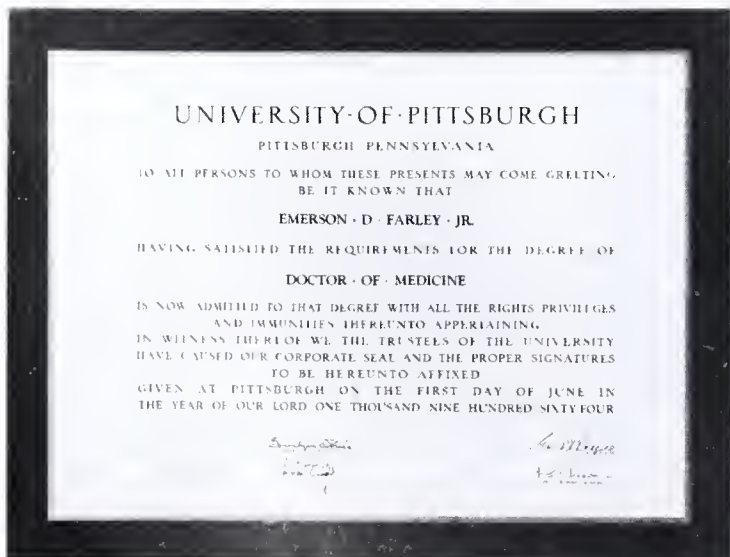 UNIVERSITY·OF·PITTSBURGH
PITTSBURGH PENNSYLVANIA
TO ALL PERSONS TO WHOM THESE PRESENTS MAY COME GREETING
BE IT KNOWN THAT
EMERSON · D · FARLEY · JR.
HAVING SATISFIED THE REQUIREMENTS FOR THE DEGREE OF
DOCTOR · OF · MEDICINE
IS NOW ADMITTED TO THAT DEGREE WITH ALL THE RIGHTS PRIVILEGES
AND IMMUNITIES THEREUNTO APPERTAINING
IN WITNESS THEREOF WE THE TRUSTEES OF THE UNIVERSITY
HAVE CAUSED OUR CORPORATE SEAL AND THE PROPER SIGNATURES
TO BE HEREUNTO AFFIXED
GIVEN AT PITTSBURGH ON THE FIRST DAY OF JUNE IN
THE YEAR OF OUR LORD ONE THOUSAND NINE HUNDRED SIXTY FOUR